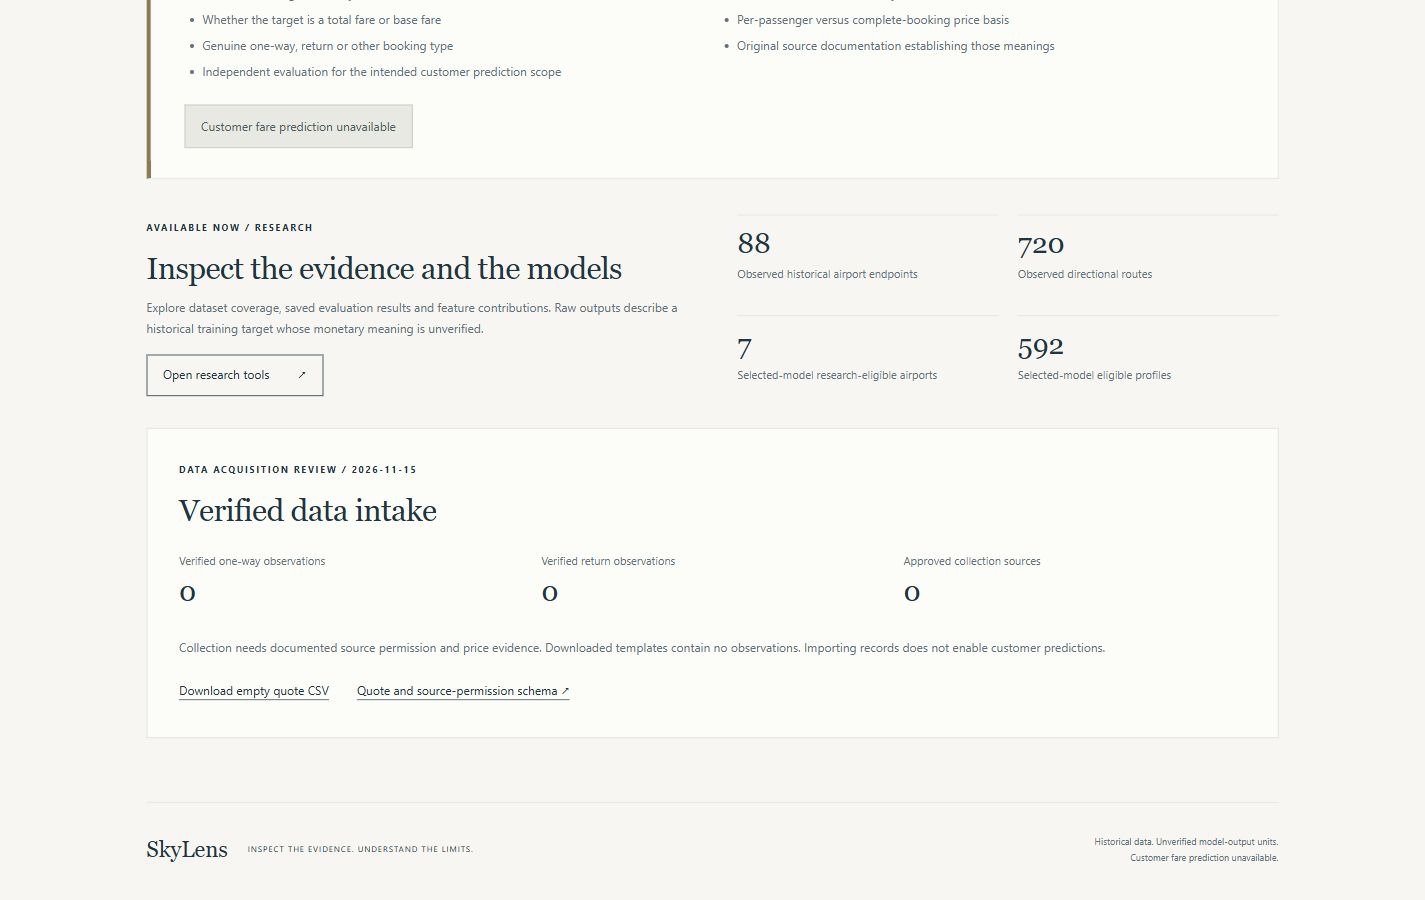 Whether the target is a total fare or base fare
Genuine one-way, return or other booking type
Independent evaluation for the intended customer prediction scope
Per-passenger versus complete-booking price basis
Original source documentation establishing those meanings
Customer fare prediction unavailable
AVAILABLE NOW / RESEARCH
Inspect the evidence and the models
Explore dataset coverage, saved evaluation results and feature contributions. Raw outputs describe a
historical training target whose monetary meaning is unverified.
Open research tools ↗
88
Observed historical airport endpoints
720
Observed directional routes
7
Selected-model research-eligible airports
592
Selected-model eligible profiles
DATA ACQUISITION REVIEW / 2026-11-15
Verified data intake
Verified one-way observations
0
Verified return observations
0
Approved collection sources
0
Collection needs documented source permission and price evidence. Downloaded templates contain no observations. Importing records does not enable customer predictions.
Download empty quote CSV
Quote and source-permission schema ↗
SkyLens
INSPECT THE EVIDENCE. UNDERSTAND THE LIMITS.
Historical data. Unverified model-output units.
Customer fare prediction unavailable.